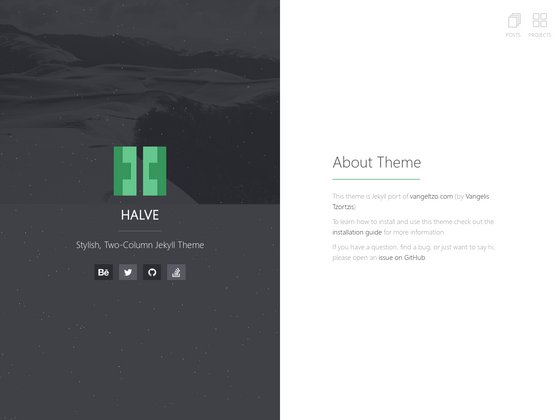 POSTS
PROJECTS
HALVE
Stylish, Two-Column Jekyll Theme
Bē
About Theme
This theme is Jekyll port of vangeltzo.com (by Vangelis
Tzortzis)
To learn how to install and use this theme check out the
installation guide for more information.
If you have a question, find a bug, or just want to say hi,
please open an issue on GitHub